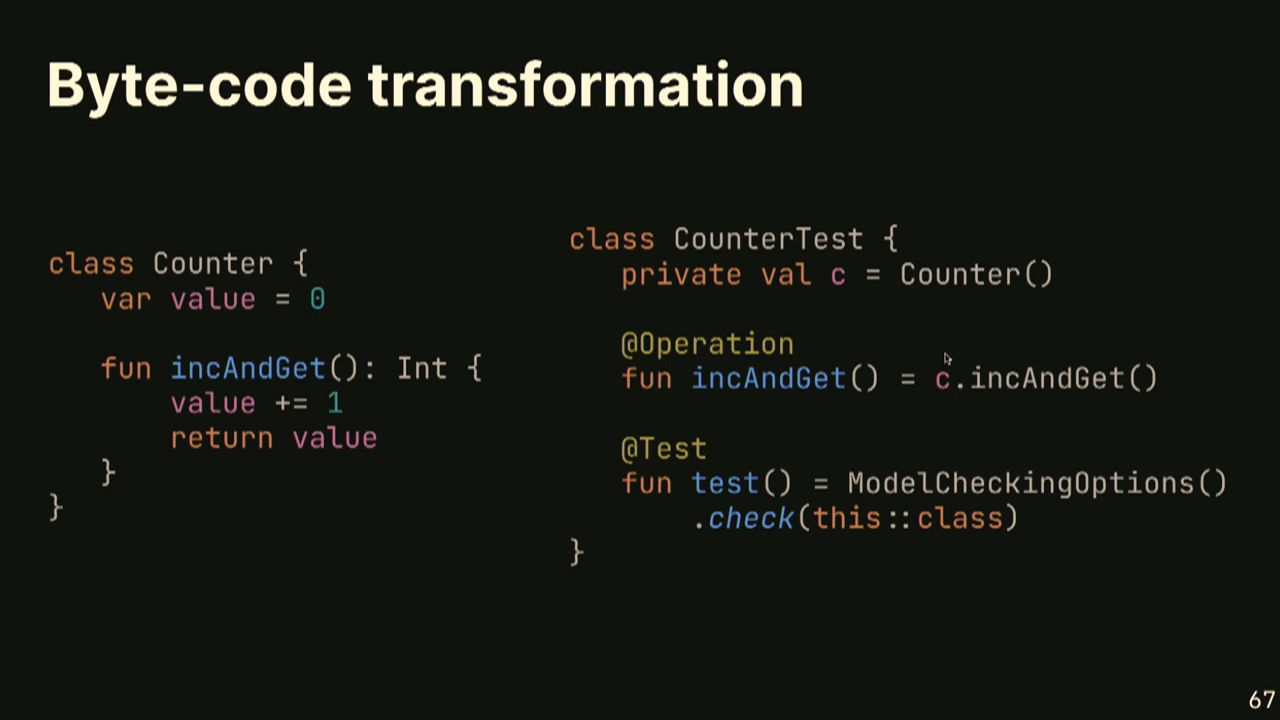 Byte-code transformation
class Counter {
var value = 0
fun incAndGet(): Int {
value += 1
return value
}
}
class CounterTest {
private val c = Counter()
@Operation
fun incAndGet() = c.incAndGet()
@Test
fun test() = ModelCheckingOptions()
.check(this::class)
}
67